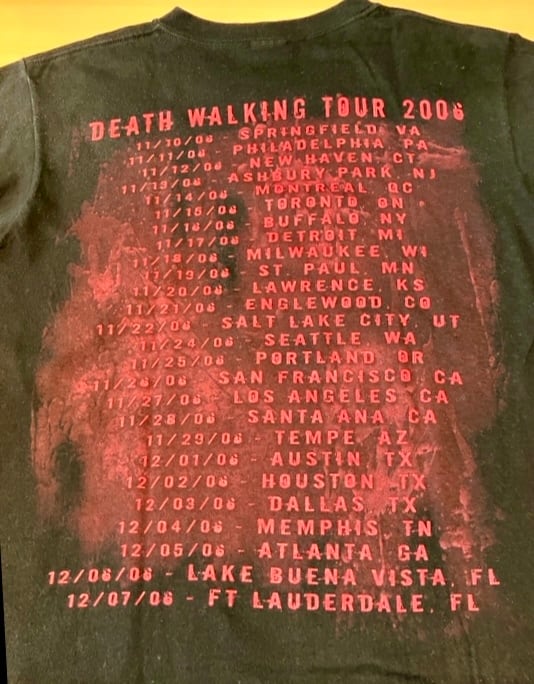 DEATH WALKING TOUR 2006
11/10/06 - SPRINGFIELD, VA
11/11/06 - PHILADELPHIA, PA
11/12/06 - NEW HAVEN, CT
11/13/06 - ASHBURY PARK, NJ
11/14/06 - MONTREAL, QC
11/15/06 - TORONTO, ON
11/16/06 - BUFFALO, NY
11/17/06 - DETROIT, MI
11/18/06 - MILWAUKEE, WI
11/19/06 - ST. PAUL, MN
11/20/06 - LAWRENCE, KS
11/21/06 - ENGLEWOOD, CO
11/22/06 - SALT LAKE CITY, UT
11/24/06 - SEATTLE, WA
11/25/06 - PORTLAND, OR
11/26/06 - SAN FRANCISCO, CA
11/27/06 - LOS ANGELES, CA
11/28/06 - SANTA ANA, CA
11/29/06 - TEMPE, AZ
12/01/06 - AUSTIN, TX
12/02/06 - HOUSTON, TX
12/03/06 - DALLAS, TX
12/04/06 - MEMPHIS, TN
12/05/06 - ATLANTA, GA
12/06/06 - LAKE BUENA VISTA, FL
12/07/06 - FT LAUDERDALE, FL